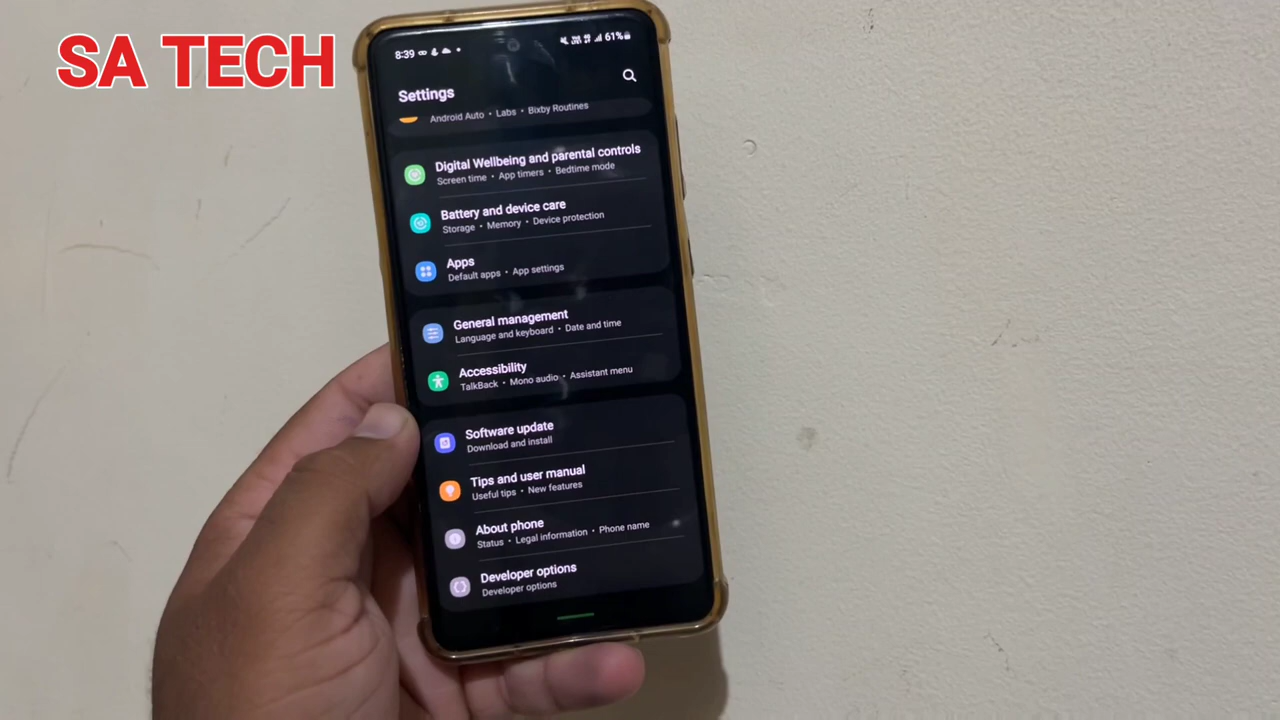 SA TECH
8:39
61%
Settings
Android Auto • Labs • Bixby Routines
Digital Wellbeing and parental controls
Screen time • App timers • Bedtime mode
Battery and device care
Storage • Memory • Device protection
Apps
Default apps • App settings
General management
Language and keyboard • Date and time
Accessibility
TalkBack • Mono audio • Assistant menu
Software update
Download and install
Tips and user manual
Useful tips • New features
About phone
Status • Legal information • Phone name
Developer options
Developer options